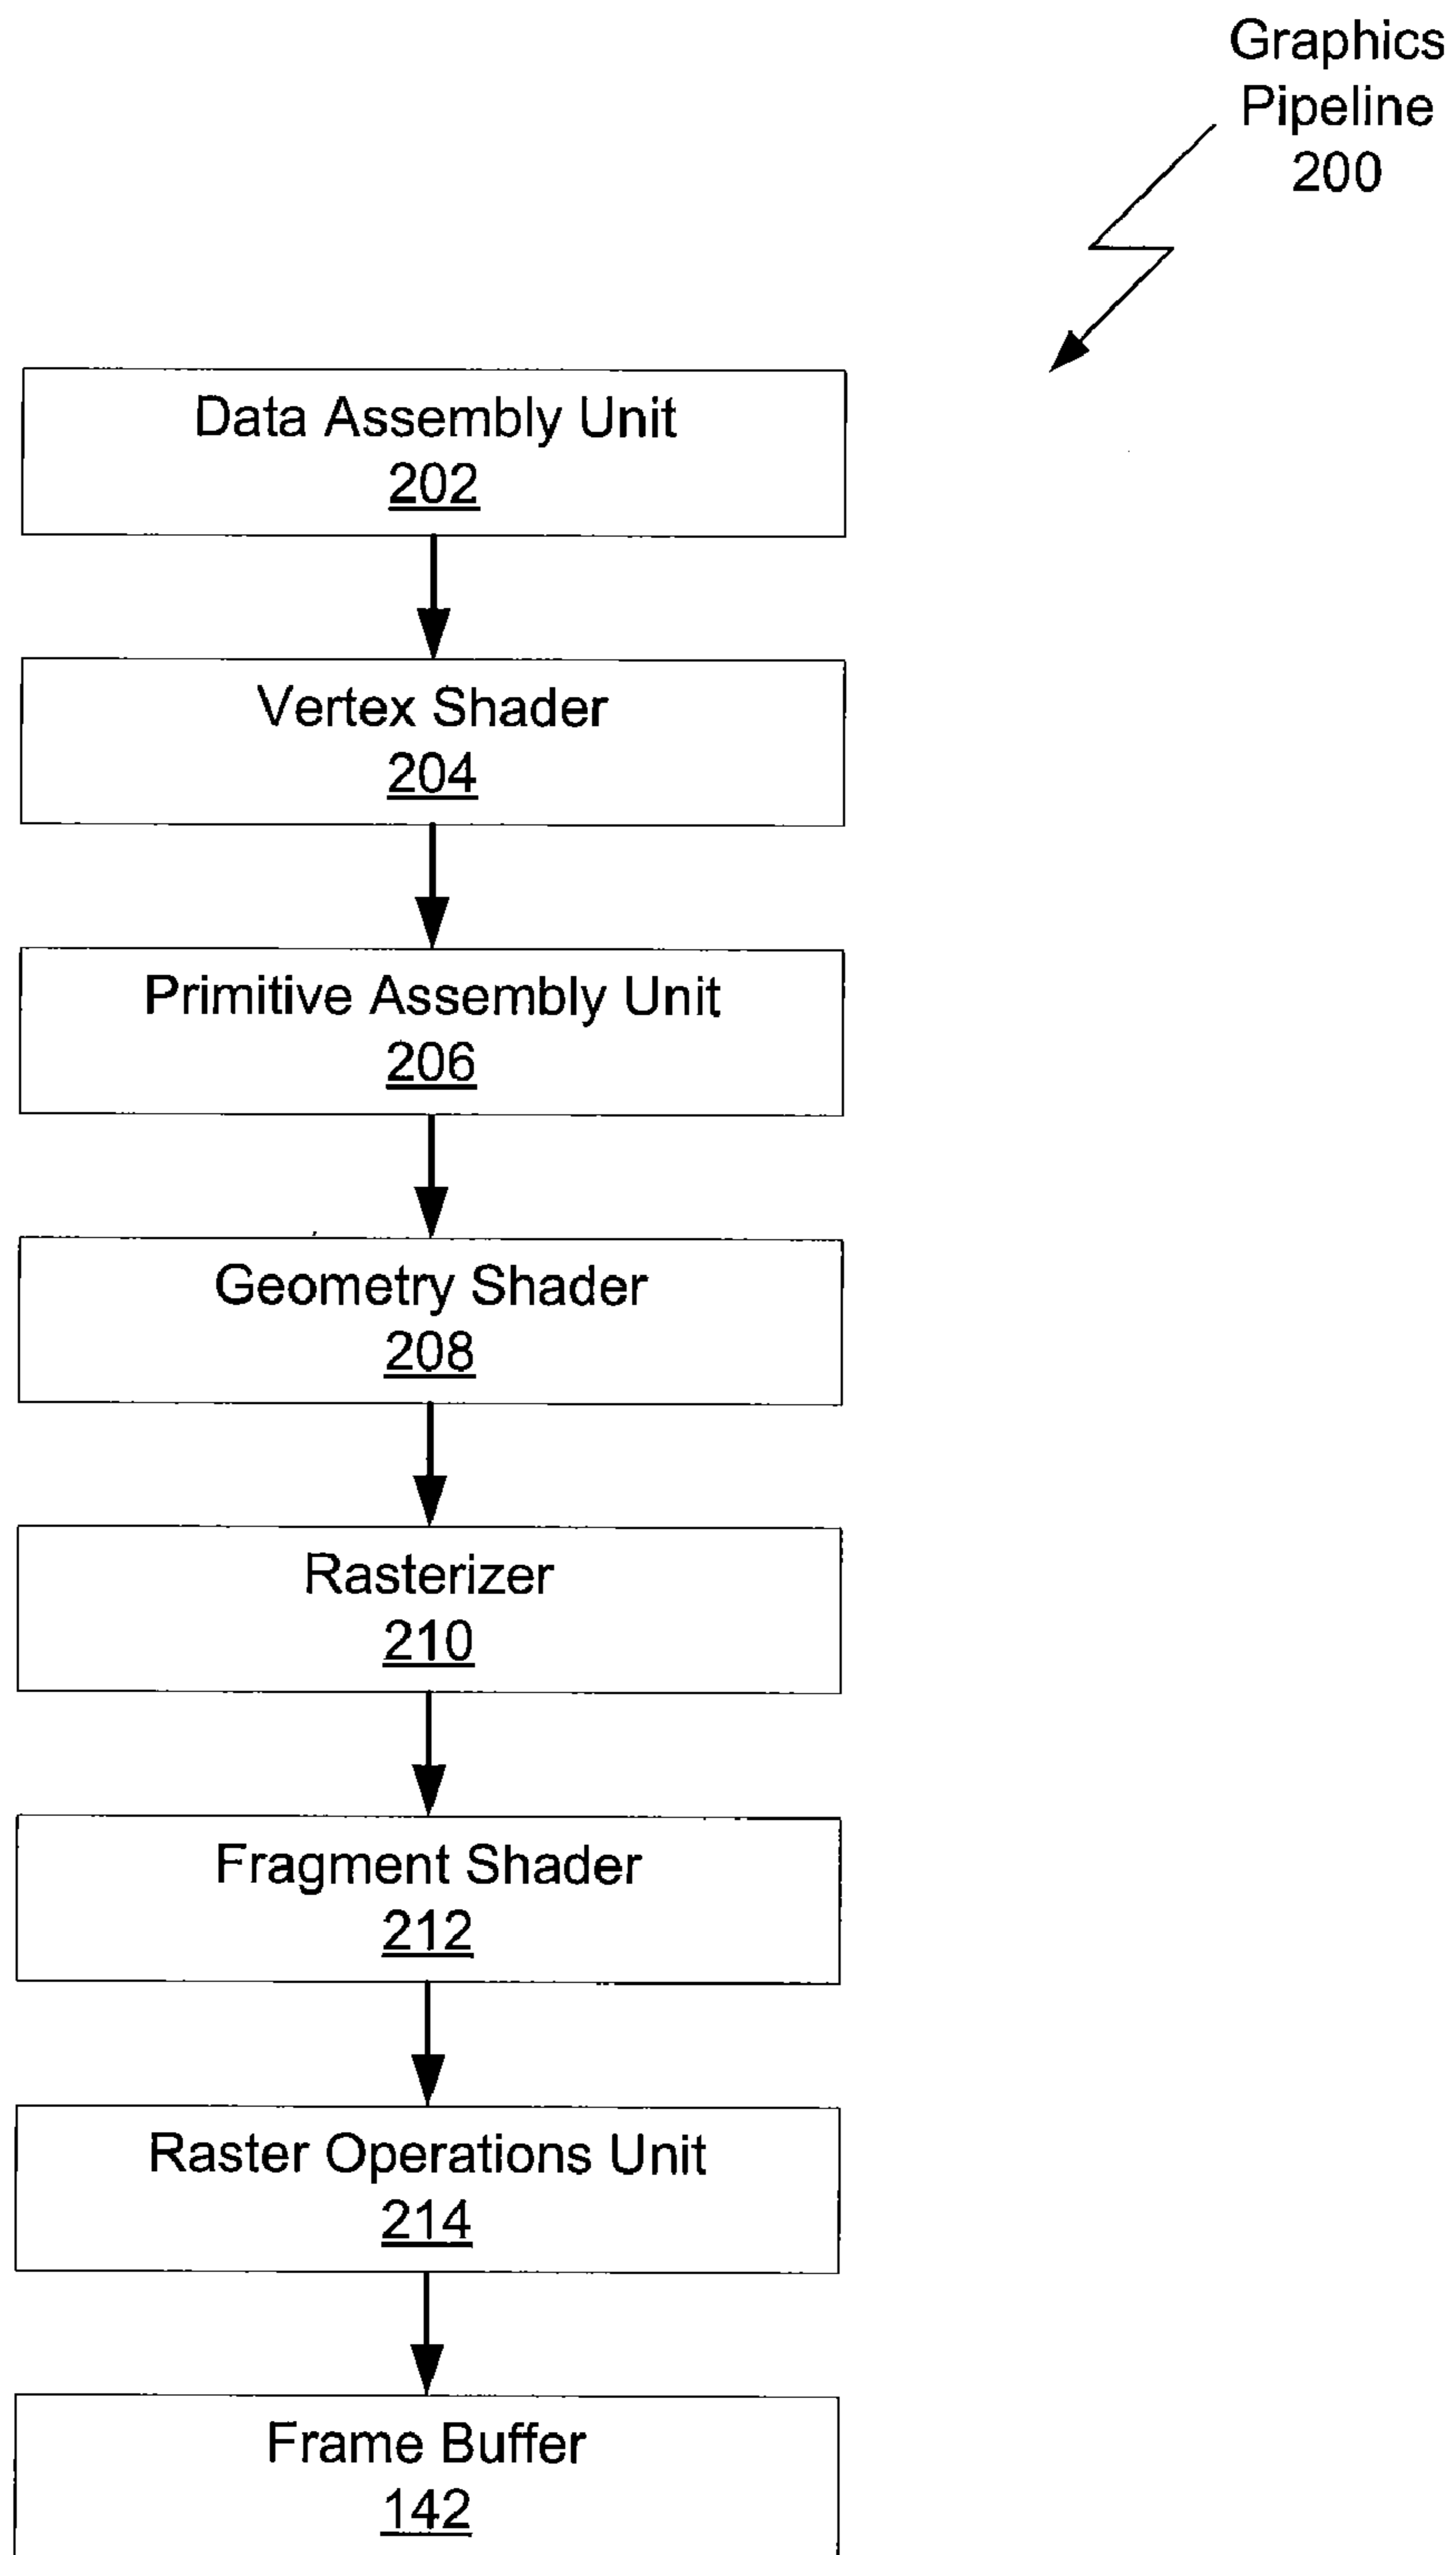 Graphics
Pipeline
200
Data Assembly Unit
202
Vertex Shader
204
Primitive Assembly Unit
206
Geometry Shader
208
Rasterizer
210
Fragment Shader
212
Raster Operations Unit
214
Frame Buffer
142